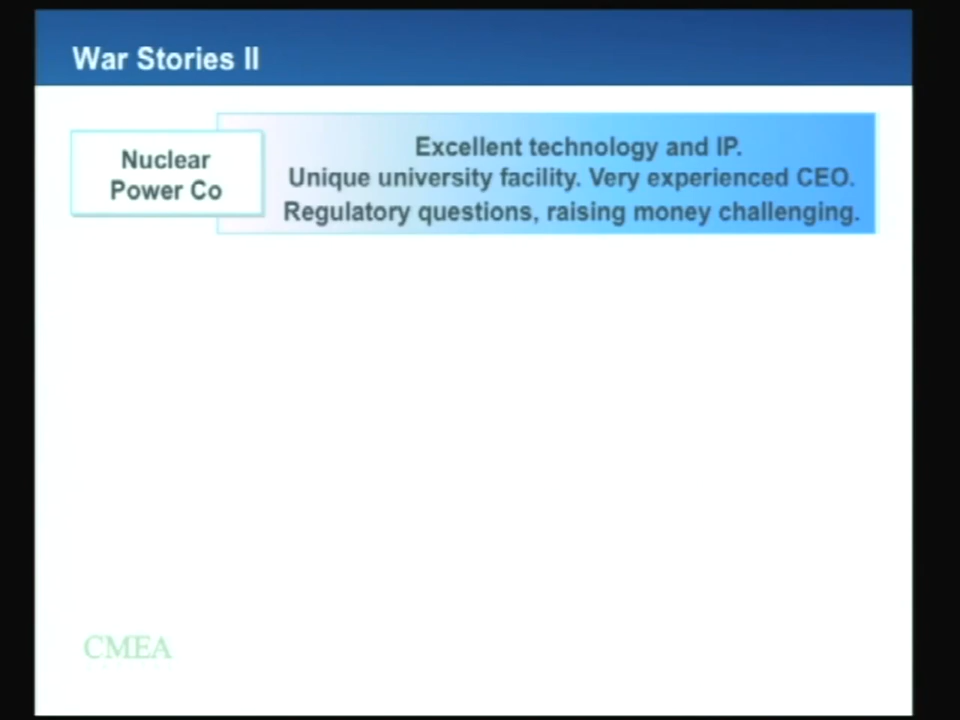 War Stories II
Nuclear
Power Co
Excellent technology and IP.
Unique university facility. Very experienced CEO.
Regulatory questions, raising money challenging.
CMEA